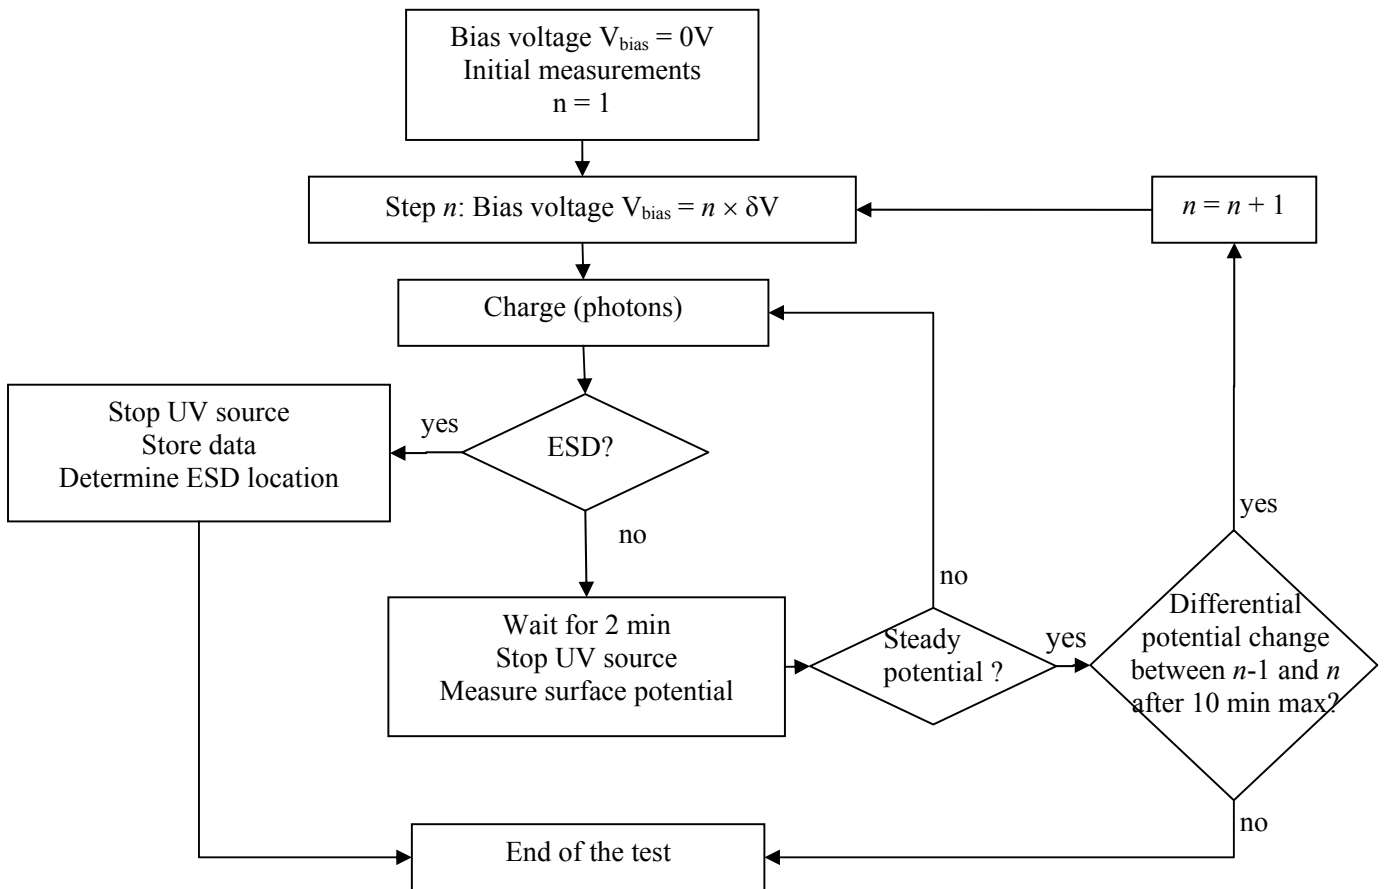 Bias voltage Vbias = 0V
Initial measurements
n = 1
Step n: Bias voltage Vbias = n × δV
n = n + 1
Charge (photons)
Stop UV source
Store data
Determine ESD location
yes
ESD?
no
Wait for 2 min
Stop UV source
Measure surface potential
no
Steady
potential ?
yes
yes
Differential
potential change
between n-1 and n
after 10 min max?
no
End of the test